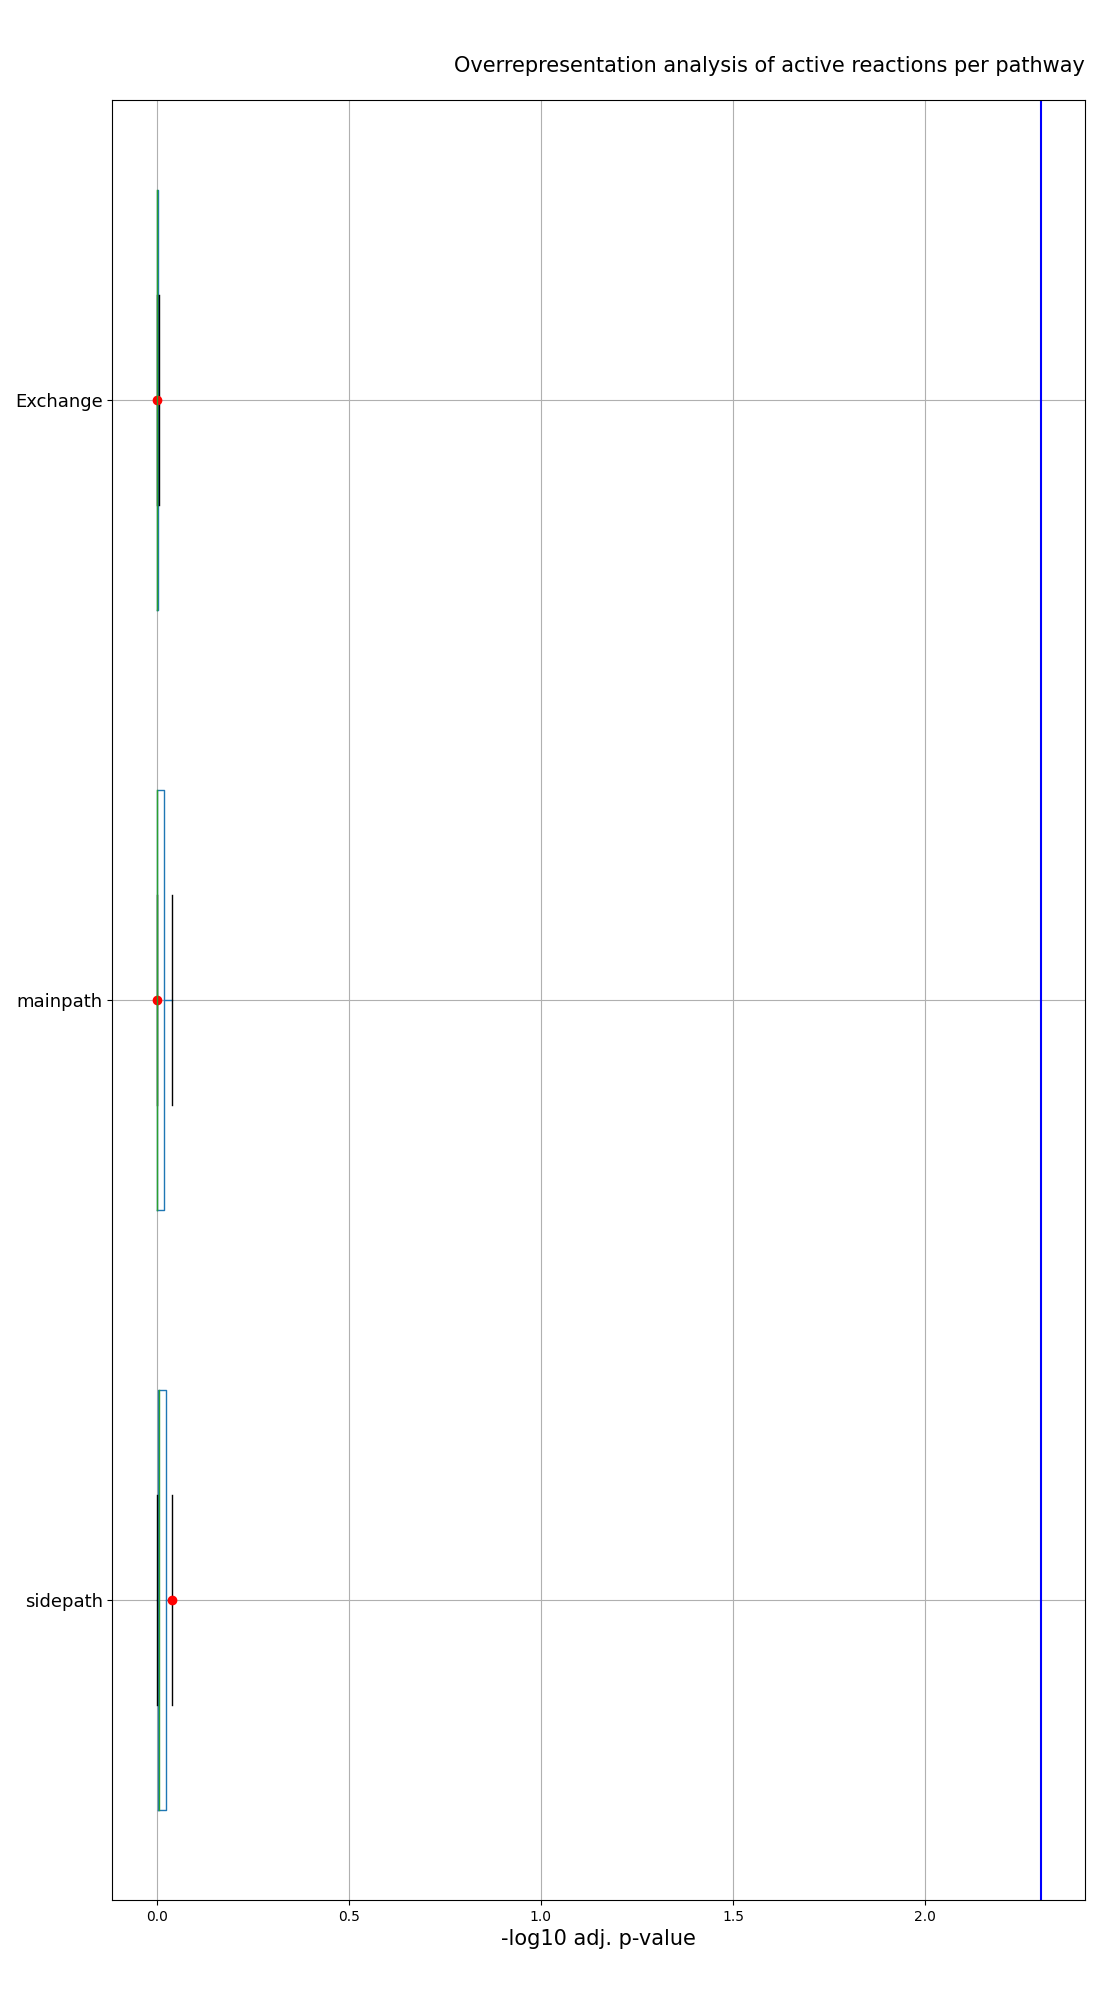 Overrepresentation analysis of active reactions per pathway
Exchange
mainpath
sidepath
0.0 0.5 1.0 1.5 2.0
-log10 adj. p-value